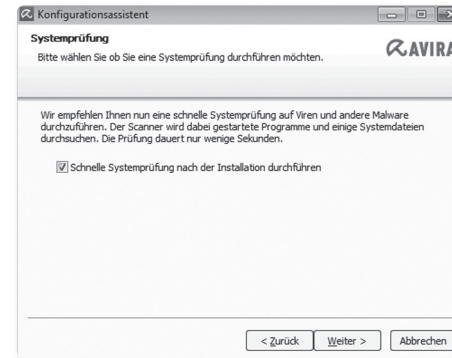 Konfigurationsassistent
Systemprüfung
Bitte wählen Sie ob Sie eine Systemprüfung durchführen möchten.
AVIRA
Wir empfehlen Ihnen nun eine schnelle Systemprüfung auf Viren und andere Malware
durchzuführen. Der Scanner wird dabei gestartete Programme und einige Systemdateien
durchsuchen. Die Prüfung dauert nur wenige Sekunden.
Schnelle Systemprüfung nach der Installation durchführen
< Zurück Weiter > Abbrechen